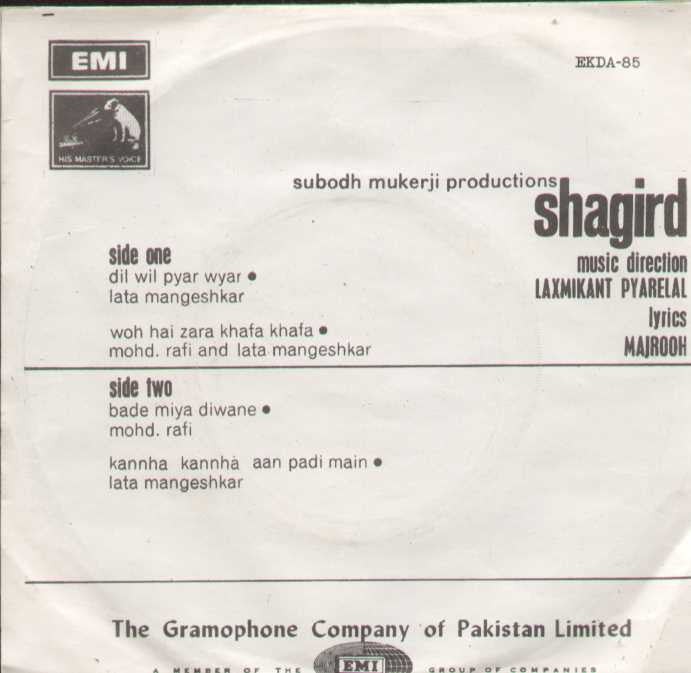 EMI
EKDA-85
HIS MASTER'S VOICE
subodh mukerji productions
shagird
music direction
LAXMIKANT PYARELAL
lyrics
MAJROOH
side one
dil wil pyar wyar ●
lata mangeshkar
woh hai zara khafa khafa ●
mohd. rafi and lata mangeshkar
side two
bade miya diwane ●
mohd. rafi
kannha kannha aan padi main ●
lata mangeshkar
The Gramophone Company of Pakistan Limited
A MEMBER OF THE EMI GROUP OF COMPANIES